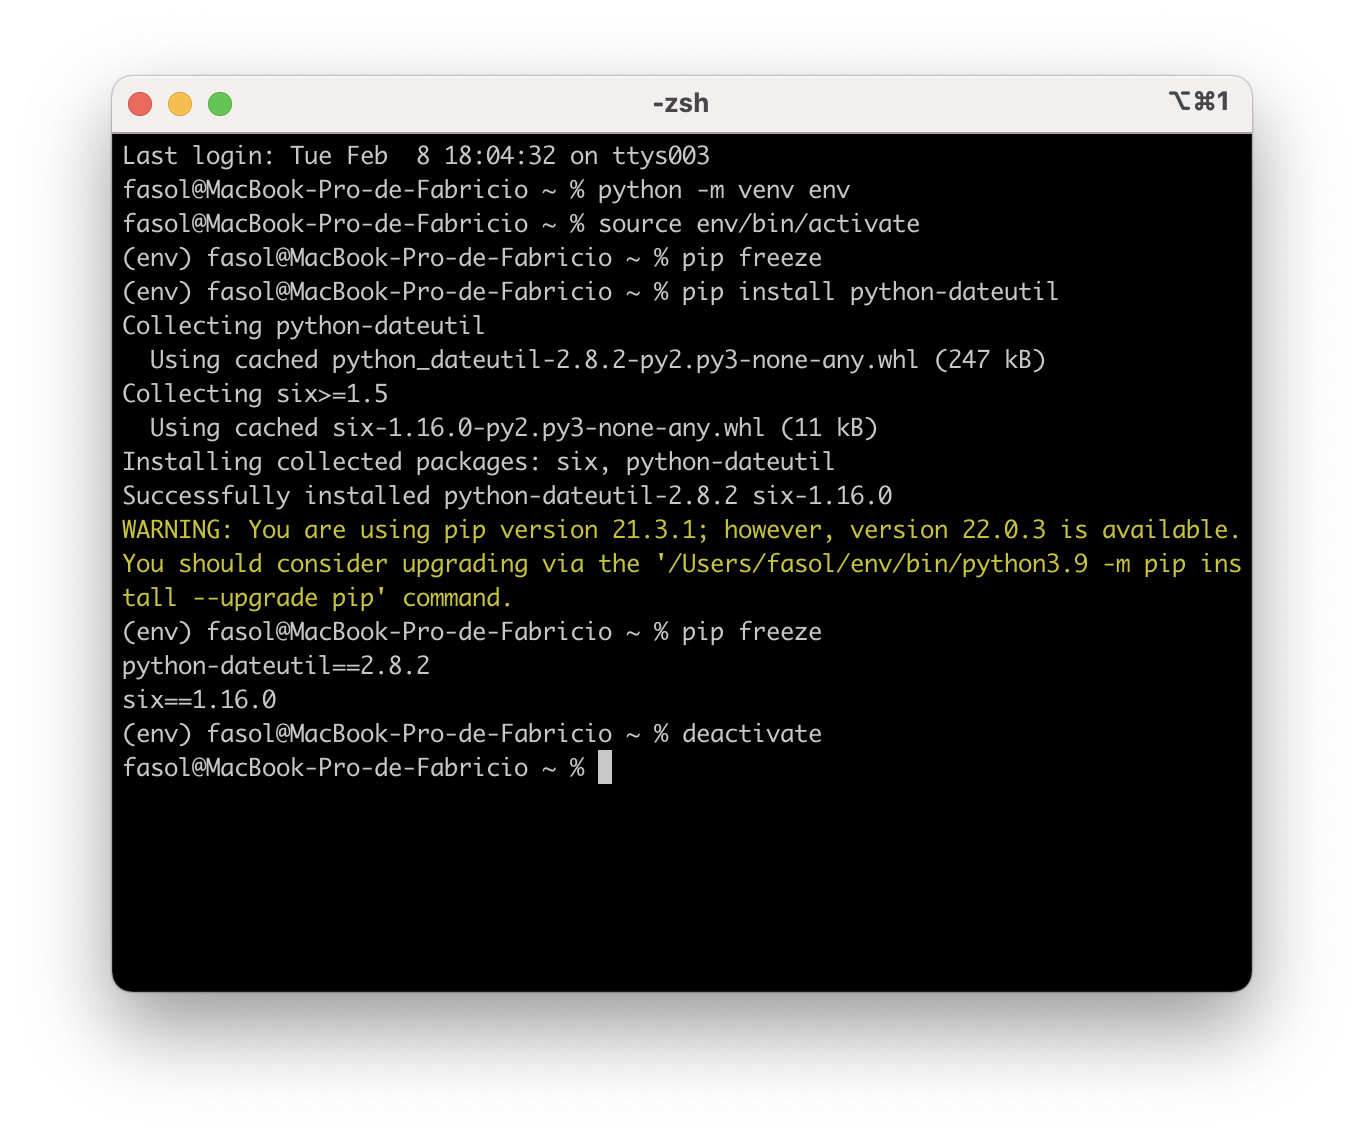 -zsh
⌥⌘1
Last login: Tue Feb  8 18:04:32 on ttys003
fasol@MacBook-Pro-de-Fabricio ~ % python -m venv env
fasol@MacBook-Pro-de-Fabricio ~ % source env/bin/activate
(env) fasol@MacBook-Pro-de-Fabricio ~ % pip freeze
(env) fasol@MacBook-Pro-de-Fabricio ~ % pip install python-dateutil
Collecting python-dateutil
  Using cached python_dateutil-2.8.2-py2.py3-none-any.whl (247 kB)
Collecting six>=1.5
  Using cached six-1.16.0-py2.py3-none-any.whl (11 kB)
Installing collected packages: six, python-dateutil
Successfully installed python-dateutil-2.8.2 six-1.16.0
WARNING: You are using pip version 21.3.1; however, version 22.0.3 is available.
You should consider upgrading via the '/Users/fasol/env/bin/python3.9 -m pip ins
tall --upgrade pip' command.
(env) fasol@MacBook-Pro-de-Fabricio ~ % pip freeze
python-dateutil==2.8.2
six==1.16.0
(env) fasol@MacBook-Pro-de-Fabricio ~ % deactivate
fasol@MacBook-Pro-de-Fabricio ~ %